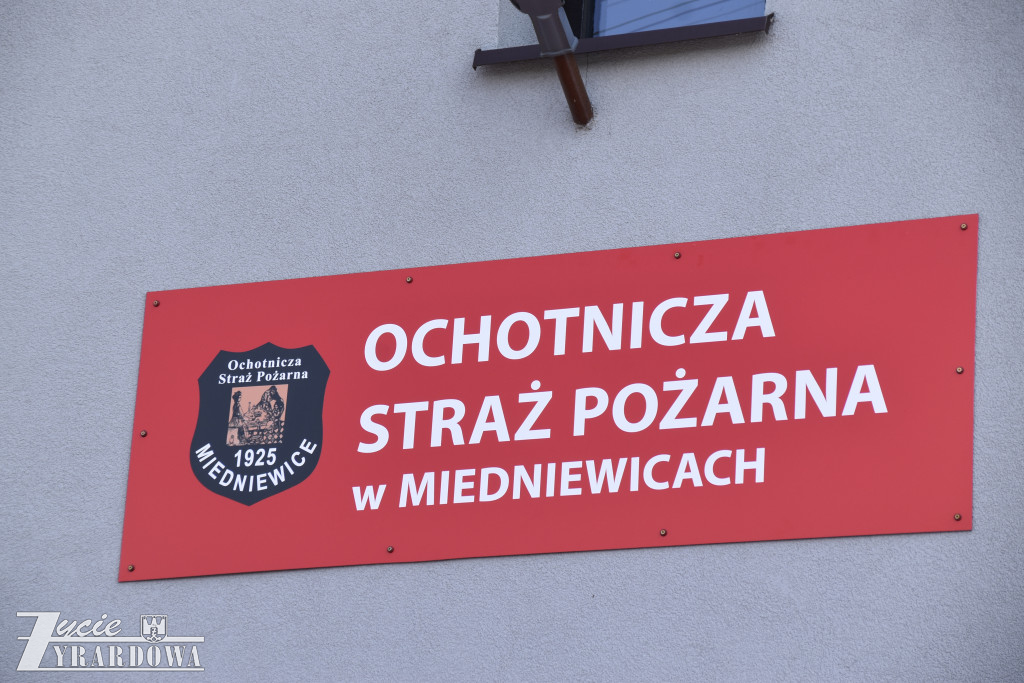 OCHOTNICZA
STRAŻ POŻARNA
w MIEDNIEWICACH
Ochotnicza
Straż Pożarna
1925
MIEDNIEWICE
Życie
ŻYRARDOWA